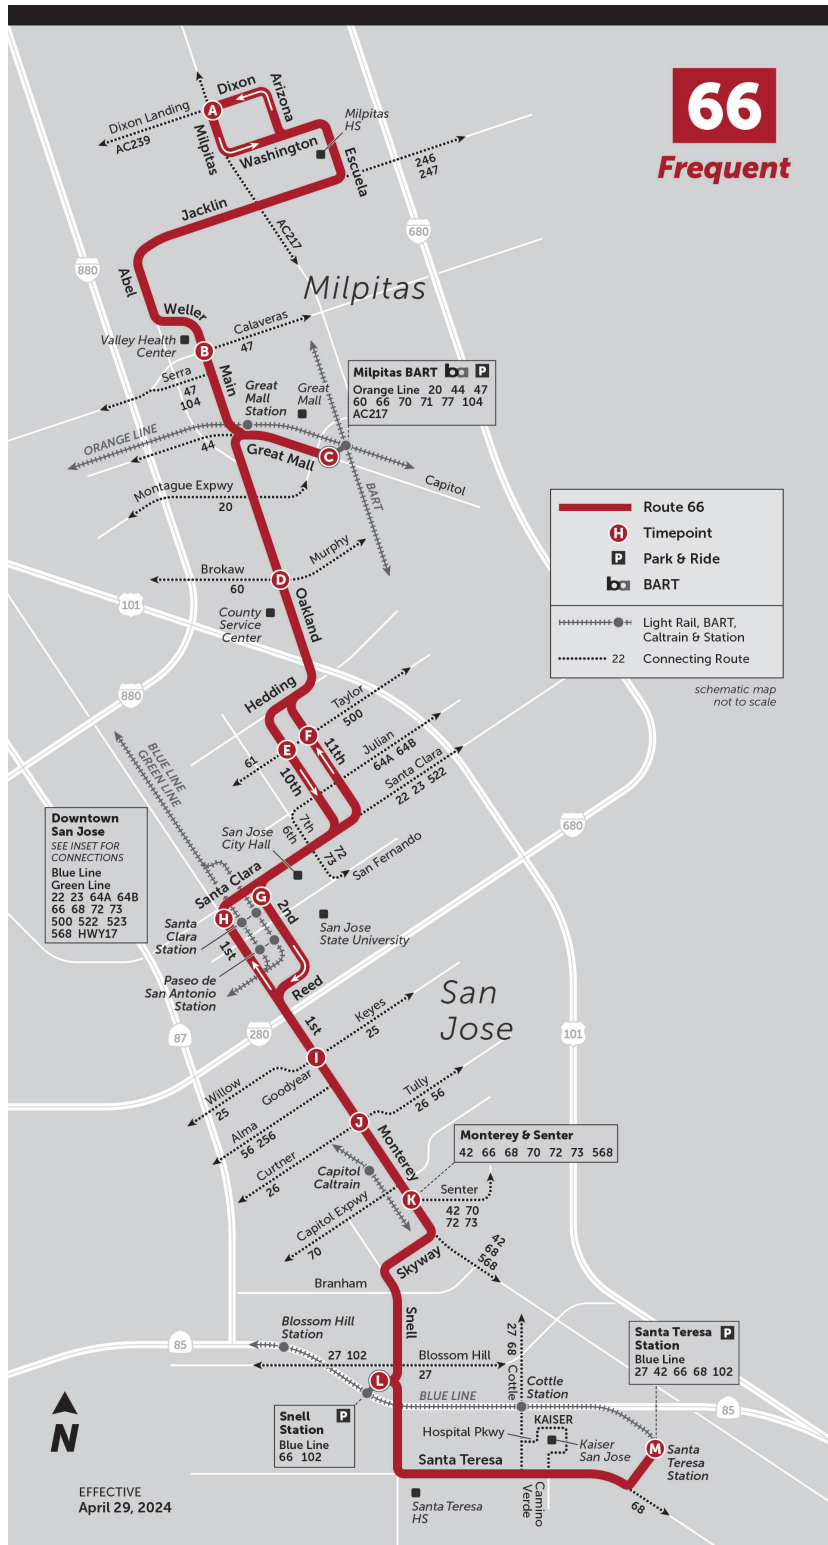 66
Frequent
Dixon
Arizona
A
Dixon Landing
AC239
Milpitas
HS
Milpitas
Washington
Escuela
246
247
Jacklin
AC217
680
880
Abel
Milpitas
Weller
Calaveras
47
Valley Health
Center
B
Main
Serra
47
104
Great
Mall
Station
Great
Mall
Milpitas BART ba P
Orange Line 20 44 47
60 66 70 71 77 104
AC217
ORANGE LINE
44
Great Mall
C
Capitol
BART
Montague Expwy
20
Route 66
H Timepoint
P Park & Ride
ba BART
Light Rail, BART,
Caltrain & Station
22 Connecting Route
schematic map
not to scale
Murphy
Brokaw
60
D
101
County
Service
Center
Oakland
880
Hedding
Taylor
500
F
E
61
11th
10th
Julian
64A 64B
Santa Clara
22 23 522
BLUE LINE
GREEN LINE
7th
6th
72
73
San Fernando
680
Downtown
San Jose
SEE INSET FOR
CONNECTIONS
Blue Line
Green Line
22 23 64A 64B
66 68 72 73
500 522 523
568 HWY17
San Jose
City Hall
Santa Clara
G
H
2nd
1st
Santa
Clara
Station
San Jose
State University
Paseo de
San Antonio
Station
Reed
1st
San
Jose
87
280
101
Keyes
25
I
Willow
25
Goodyear
Tully
26 56
Alma
56 256
J
Monterey
Curtner
26
Monterey & Senter
42 66 68 70 72 73 568
Capitol
Caltrain
K
Senter
42 70
72 73
Capitol Expwy
70
42
68
568
Skyway
Branham
Snell
Blossom Hill
Station
85
27 102
Blossom Hill
27
27 68
Cottle
Santa Teresa P
Station
Blue Line
27 42 66 68 102
L
Cottle
Station
BLUE LINE
85
Snell P
Station
Blue Line
66 102
KAISER
Hospital Pkwy
Kaiser
San Jose
M
Santa
Teresa
Station
Santa Teresa
Camino
Verde
68
Santa Teresa
HS
N
EFFECTIVE
April 29, 2024